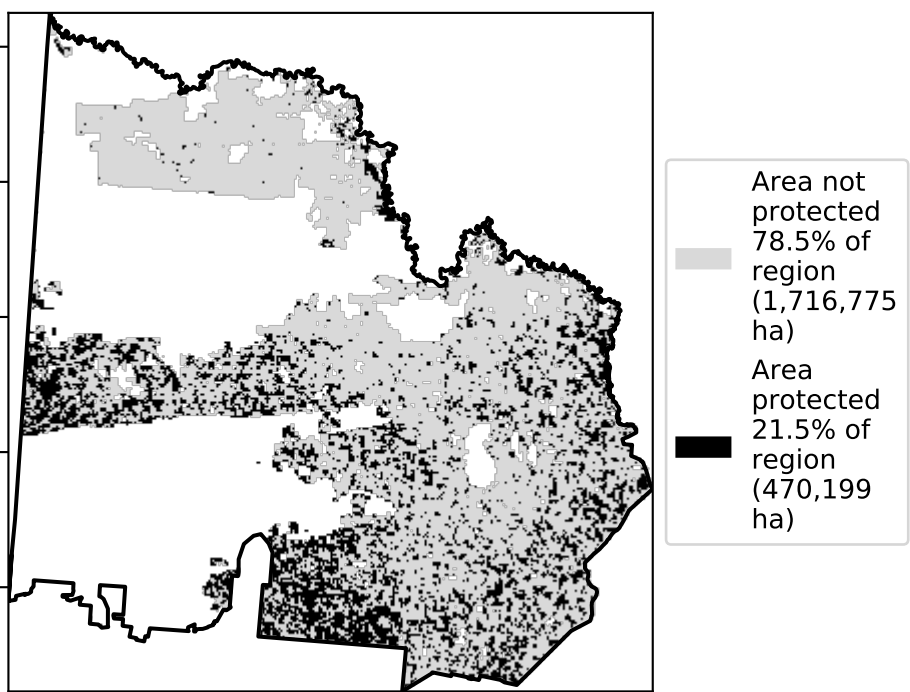 Area not
protected
78.5% of
region
(1,716,775
ha)
Area
protected
21.5% of
region
(470,199
ha)